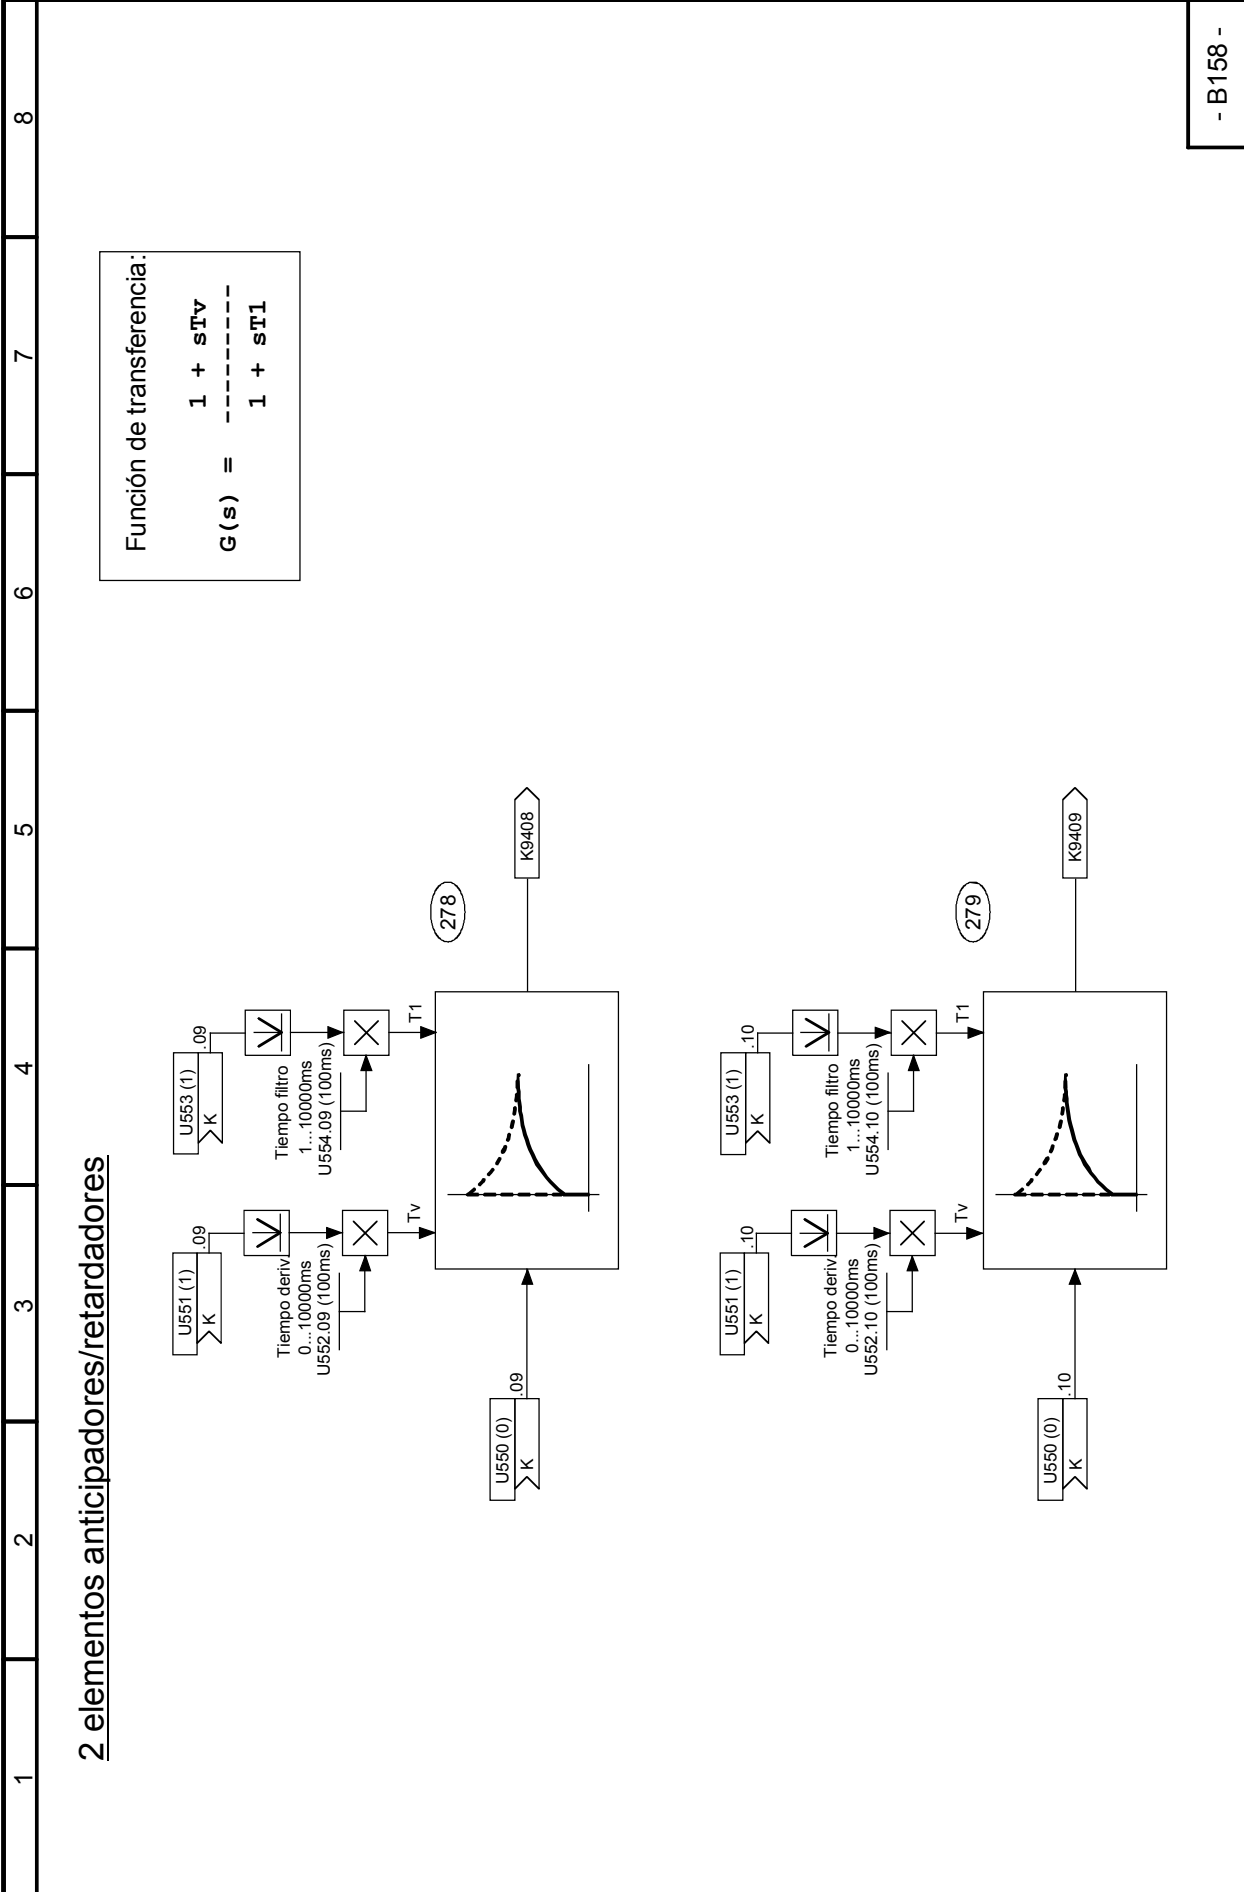 1 2 3 4 5 6 7 8
2 elementos anticipadores/retardadores
Función de transferencia:
1 + sTv
G(s) = ----------
1 + sT1
U551 (1)
K
.09
Tiempo deriv.
0...10000ms
U552.09 (100ms)
Tv
U553 (1)
K
.09
Tiempo filtro
1...10000ms
U554.09 (100ms)
T1
278
U550 (0)
K
.09
K9408
U551 (1)
K
.10
Tiempo deriv.
0...10000ms
U552.10 (100ms)
Tv
U553 (1)
K
.10
Tiempo filtro
1...10000ms
U554.10 (100ms)
T1
279
U550 (0)
K
.10
K9409
- B158 -